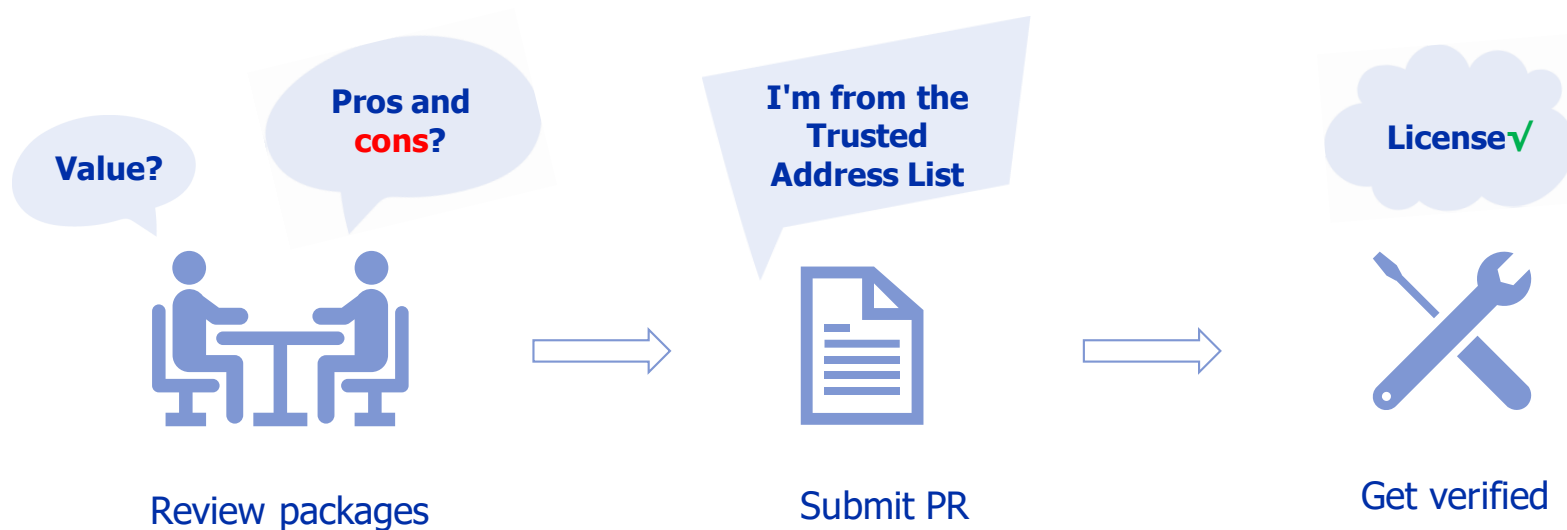 Value?
Pros and
cons?
I'm from the
Trusted
Address List
License√
Review packages
Submit PR
Get verified